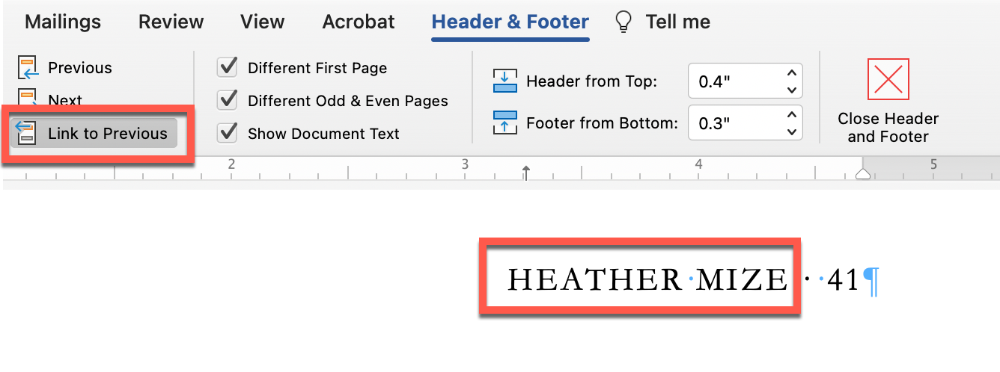 Mailings Review View Acrobat Header & Footer Tell me
Previous
Next
Link to Previous
Different First Page
Different Odd & Even Pages
Show Document Text
Header from Top: 0.4"
Footer from Bottom: 0.3"
Close Header
and Footer
2 3 4 5
HEATHER·MIZE · ·41¶